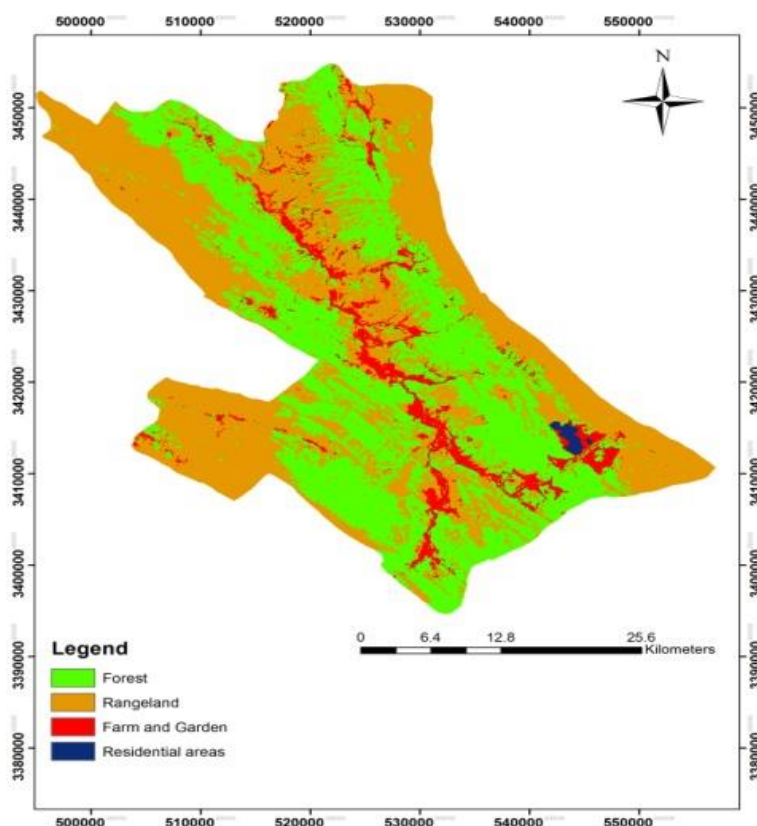 500000 510000 520000 530000 540000 550000
N
3450000 3450000
3440000 3440000
3430000 3430000
3420000 3420000
3410000 3410000
3400000 3400000
3390000 3390000
3380000 3380000
0 6.4 12.8 25.6
Kilometers
Legend
Forest
Rangeland
Farm and Garden
Residential areas
500000 510000 520000 530000 540000 550000